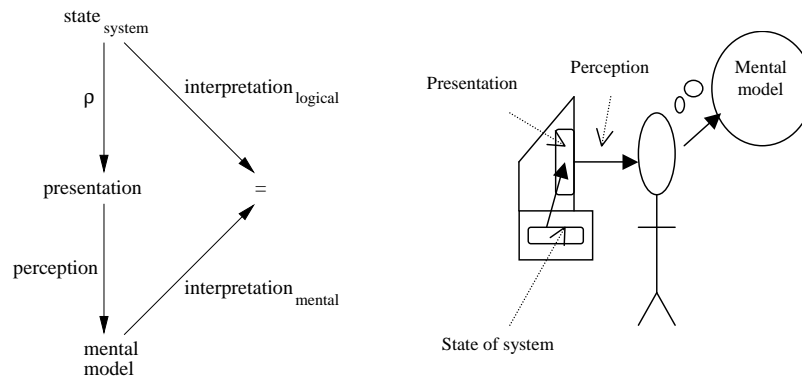 state system
ρ
interpretation logical
presentation
=
perception
interpretation mental
mental
model
Presentation
Perception
Mental
model
State of system